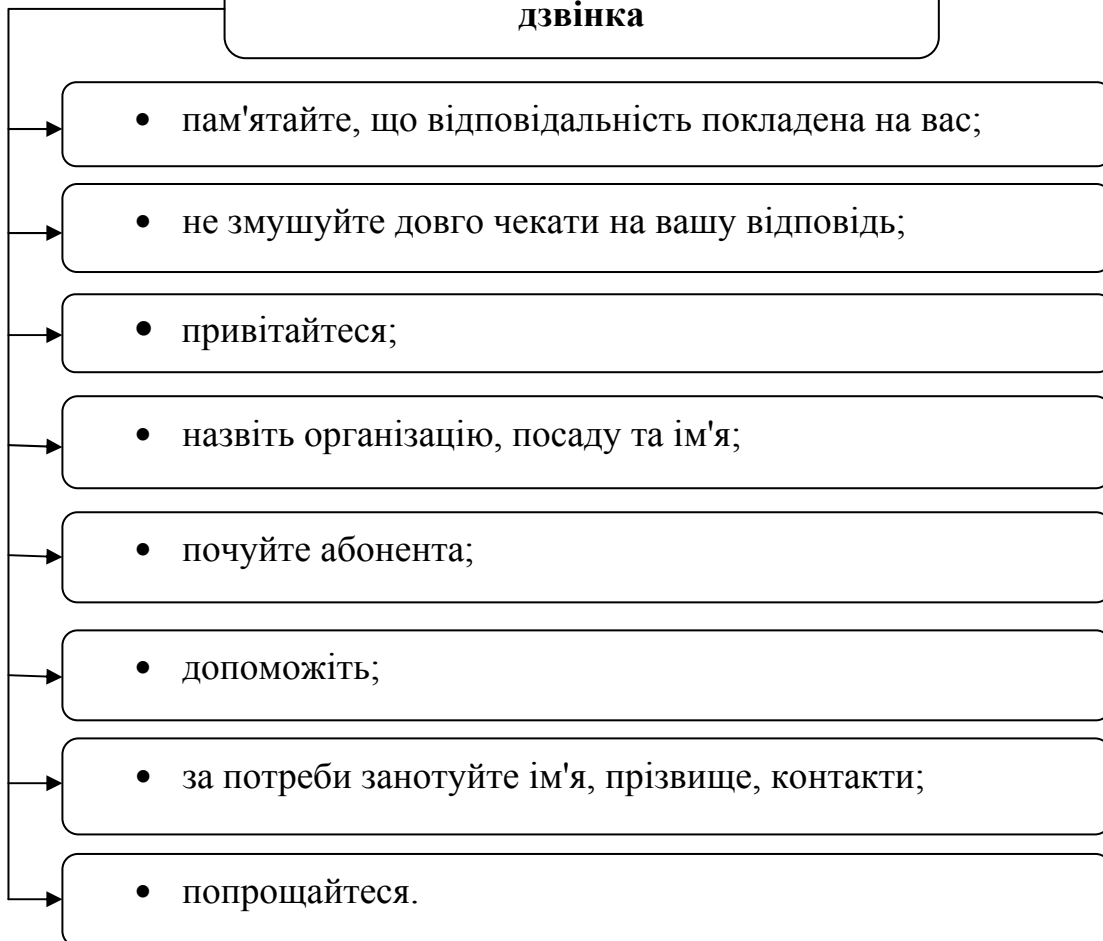 дзвінка
• пам'ятайте, що відповідальність покладена на вас;
• не змушуйте довго чекати на вашу відповідь;
• привітайтеся;
• назвіть організацію, посаду та ім'я;
• почуйте абонента;
• допоможіть;
• за потреби занотуйте ім'я, прізвище, контакти;
• попрощайтеся.